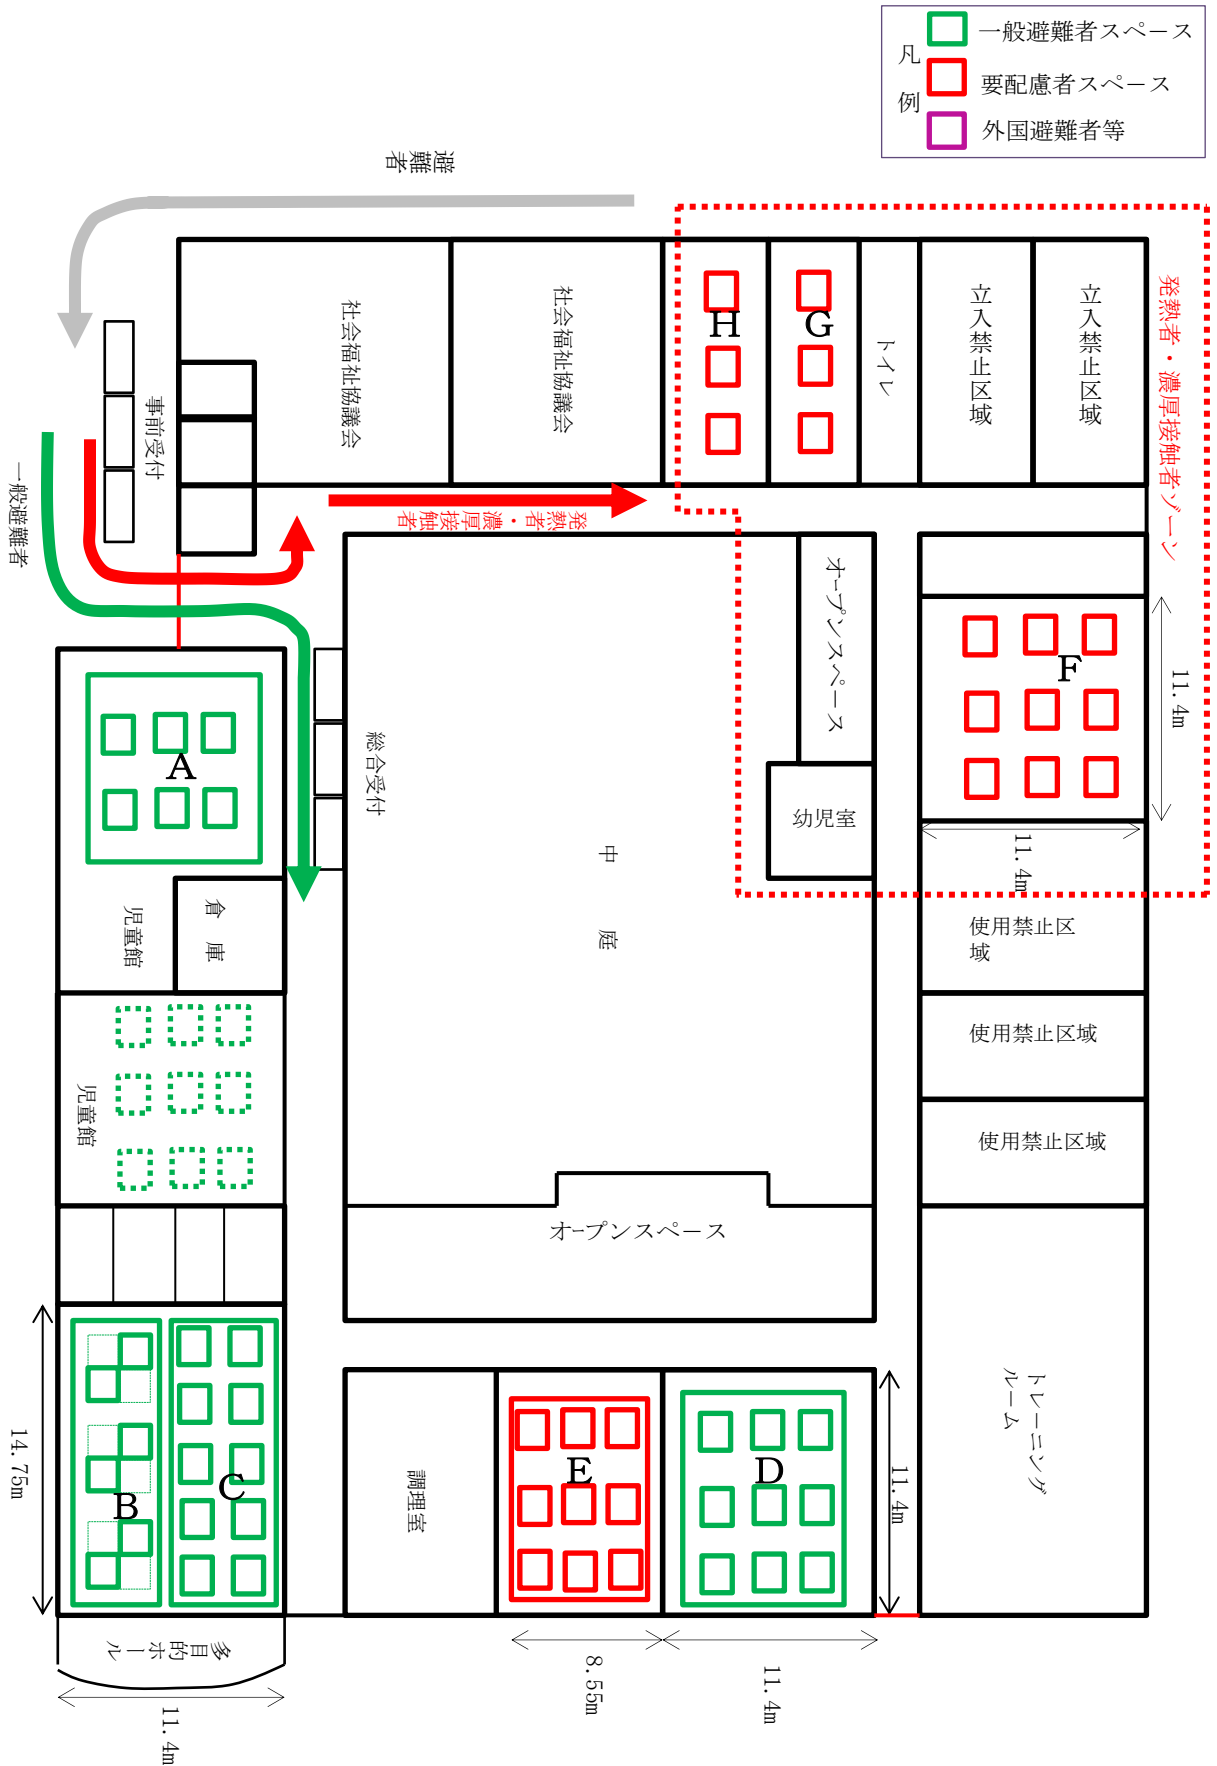 一般避難者スペース
凡例
要配慮者スペース
外国避難者等
避難者
発熱者・濃厚接触者ゾーン
社会福祉協議会
社会福祉協議会
H
G
トイレ
立入禁止区域
立入禁止区域
事前受付
一般避難者
発熱者・濃厚接触者
オープンスペース
F
11.4m
11.4m
A
総合受付
幼児室
中庭
児童館
倉庫
使用禁止区
域
使用禁止区域
使用禁止区域
児童館
オープンスペース
トレーニング
ルーム
14.75m
B
C
調理室
E
D
11.4m
多目的ホール
8.55m
11.4m
11.4m